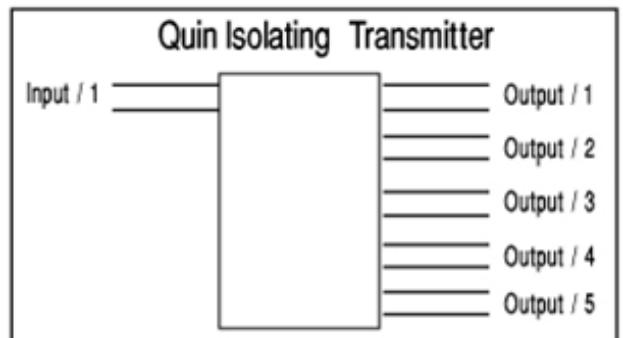 Quin Isolating Transmitter
Input / 1
Output / 1
Output / 2
Output / 3
Output / 4
Output / 5